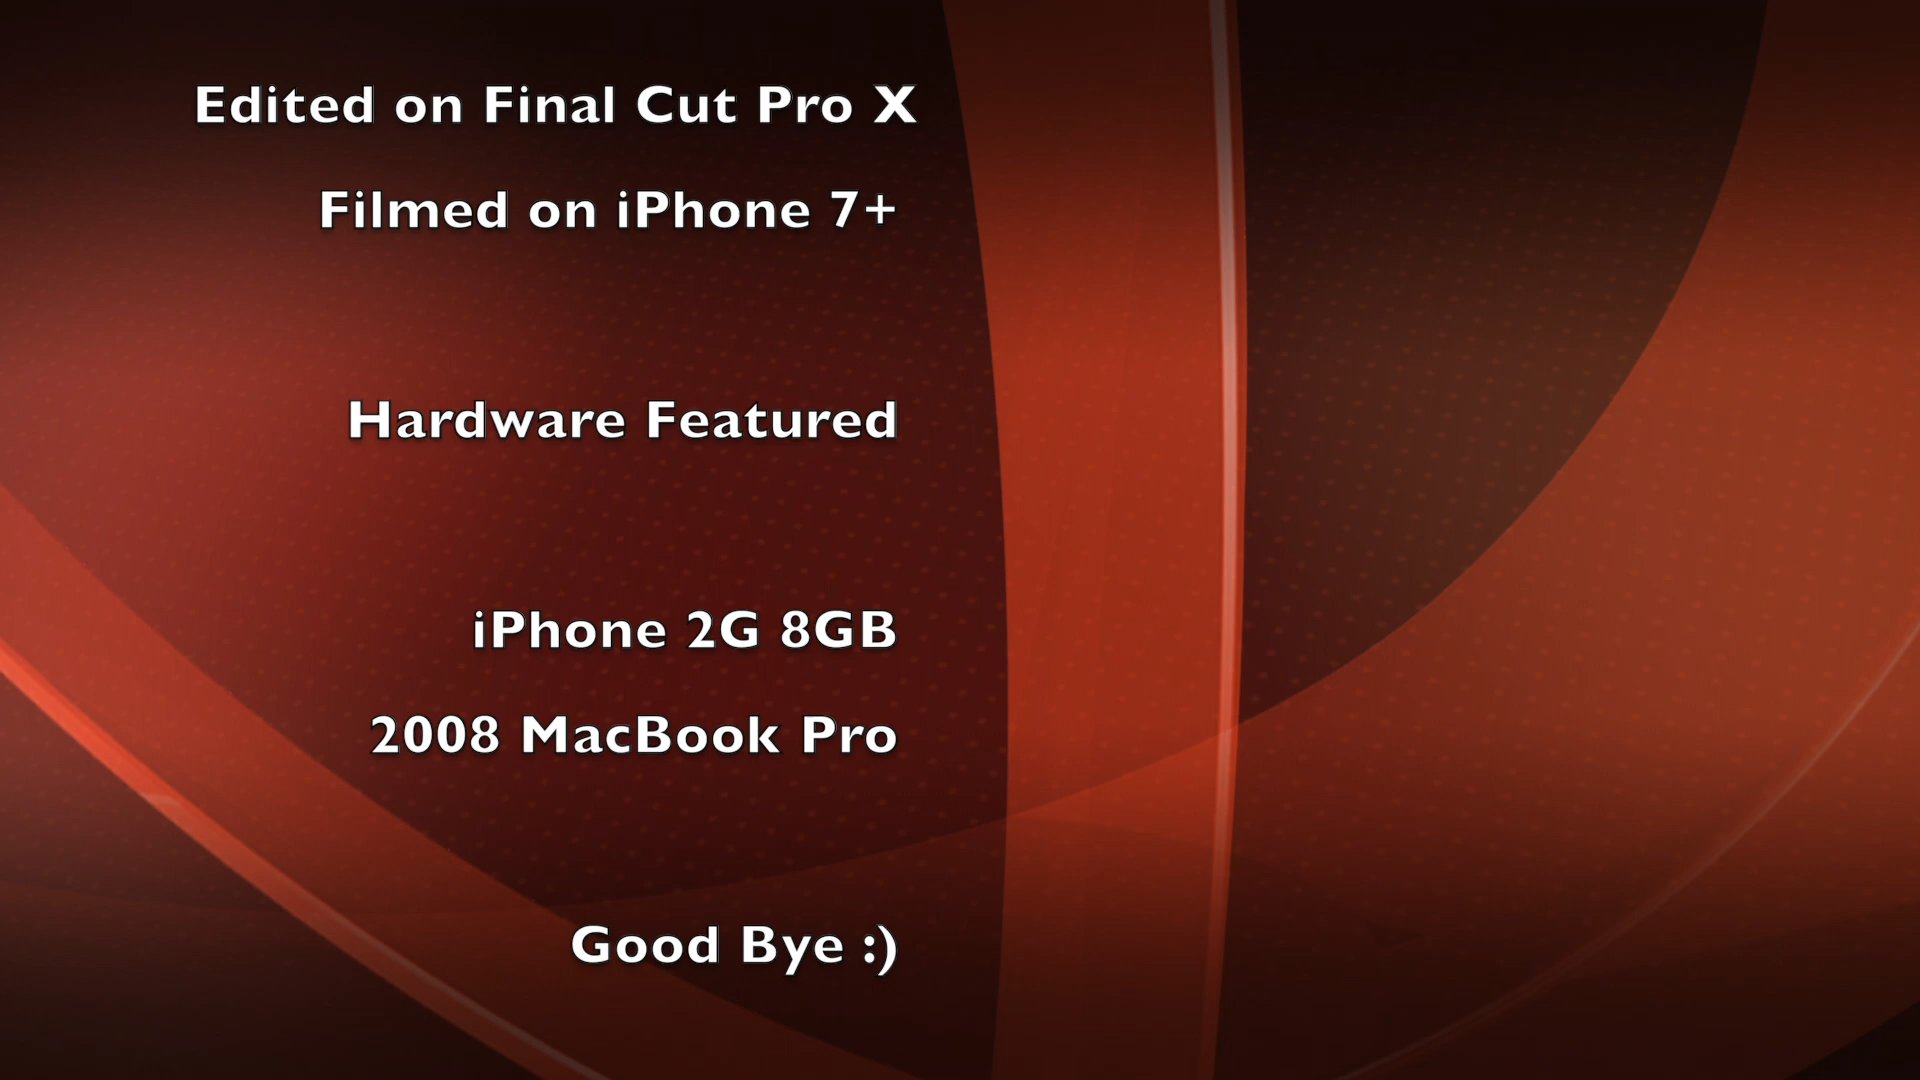 Edited on Final Cut Pro X
Filmed on iPhone 7+
Hardware Featured
iPhone 2G 8GB
2008 MacBook Pro
Good Bye :)